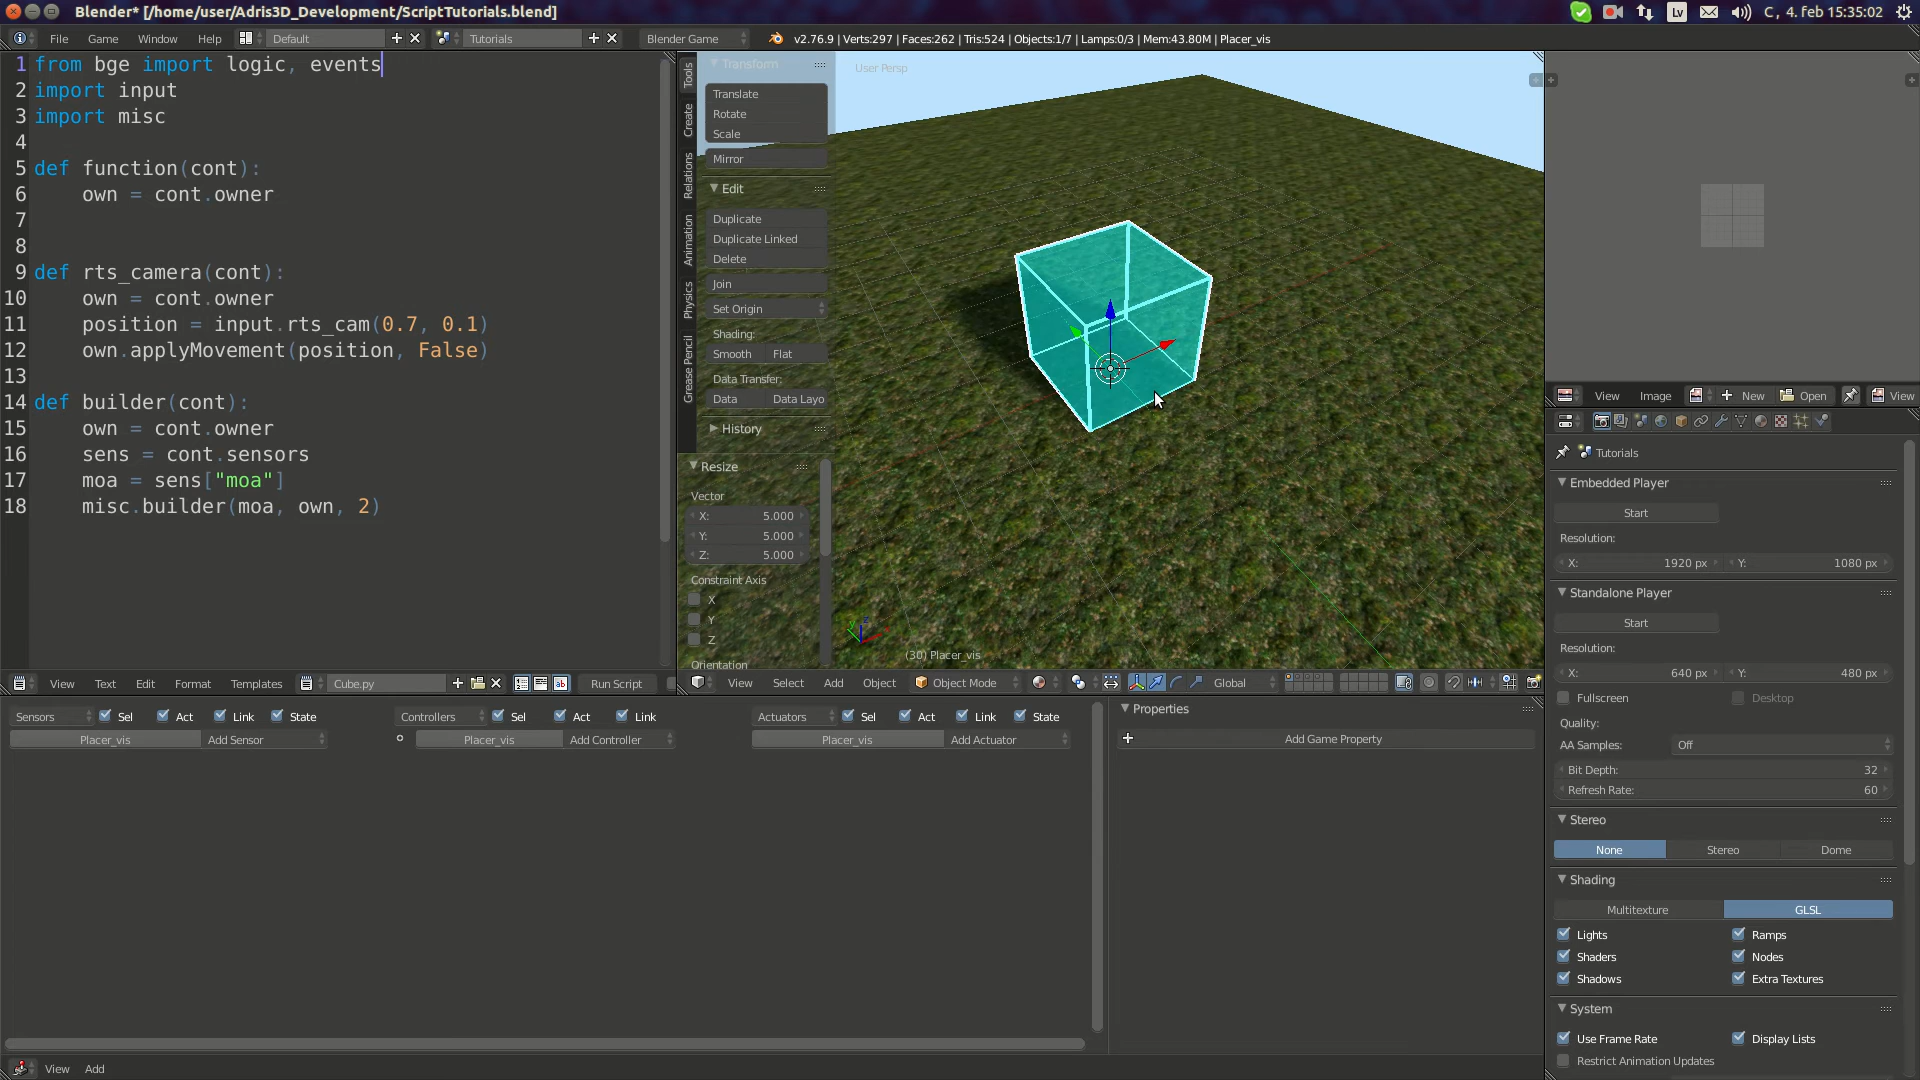 Blender* [/home/user/Adris3D_Development/ScriptTutorials.blend]
Lv
C , 4. feb 15:35:02
File Game Window Help Default Tutorials Blender Game v2.76.9 | Verts:297 | Faces:262 | Tris:524 | Objects:1/7 | Lamps:0/3 | Mem:43.80M | Placer_vis
1 from bge import logic, events
2 import input
3 import misc
4
5 def function(cont):
6 own = cont.owner
7
8
9 def rts_camera(cont):
10 own = cont.owner
11 position = input.rts_cam(0.7, 0.1)
12 own.applyMovement(position, False)
13
14 def builder(cont):
15 own = cont.owner
16 sens = cont.sensors
17 moa = sens["moa"]
18 misc.builder(moa, own, 2)
View Text Edit Format Templates Cube.py Run Script
Tools
Create
Relations
Animation
Physics
Grease Pencil
Transform
Translate
Rotate
Scale
Mirror
Edit
Duplicate
Duplicate Linked
Delete
Join
Set Origin
Shading:
Smooth Flat
Data Transfer:
Data Data Layo
History
Resize
Vector
X: 5.000
Y: 5.000
Z: 5.000
Constraint Axis
X
Y
Z
Orientation
User Persp
(30) Placer_vis
View Select Add Object Object Mode Global
View Image New Open View
Tutorials
Embedded Player
Start
Resolution:
X: 1920 px Y: 1080 px
Standalone Player
Start
Resolution:
X: 640 px Y: 480 px
Fullscreen Desktop
Quality:
AA Samples: Off
Bit Depth: 32
Refresh Rate: 60
Stereo
None Stereo Dome
Shading
Multitexture GLSL
Lights Ramps
Shaders Nodes
Shadows Extra Textures
System
Use Frame Rate Display Lists
Restrict Animation Updates
Sensors Sel Act Link State Controllers Sel Act Link Actuators Sel Act Link State
Placer_vis Add Sensor Placer_vis Add Controller Placer_vis Add Actuator
Properties
Add Game Property
View Add